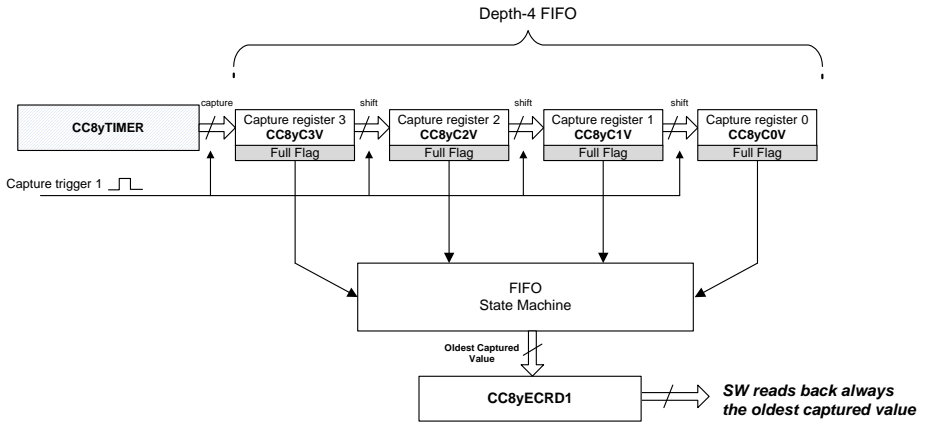 Depth-4 FIFO
capture
shift
shift
shift
CC8yTIMER
Capture register 3
CC8yC3V
Full Flag
Capture register 2
CC8yC2V
Full Flag
Capture register 1
CC8yC1V
Full Flag
Capture register 0
CC8yC0V
Full Flag
Capture trigger 1
FIFO
State Machine
Oldest Captured
Value
CC8yECRD1
SW reads back always
the oldest captured value